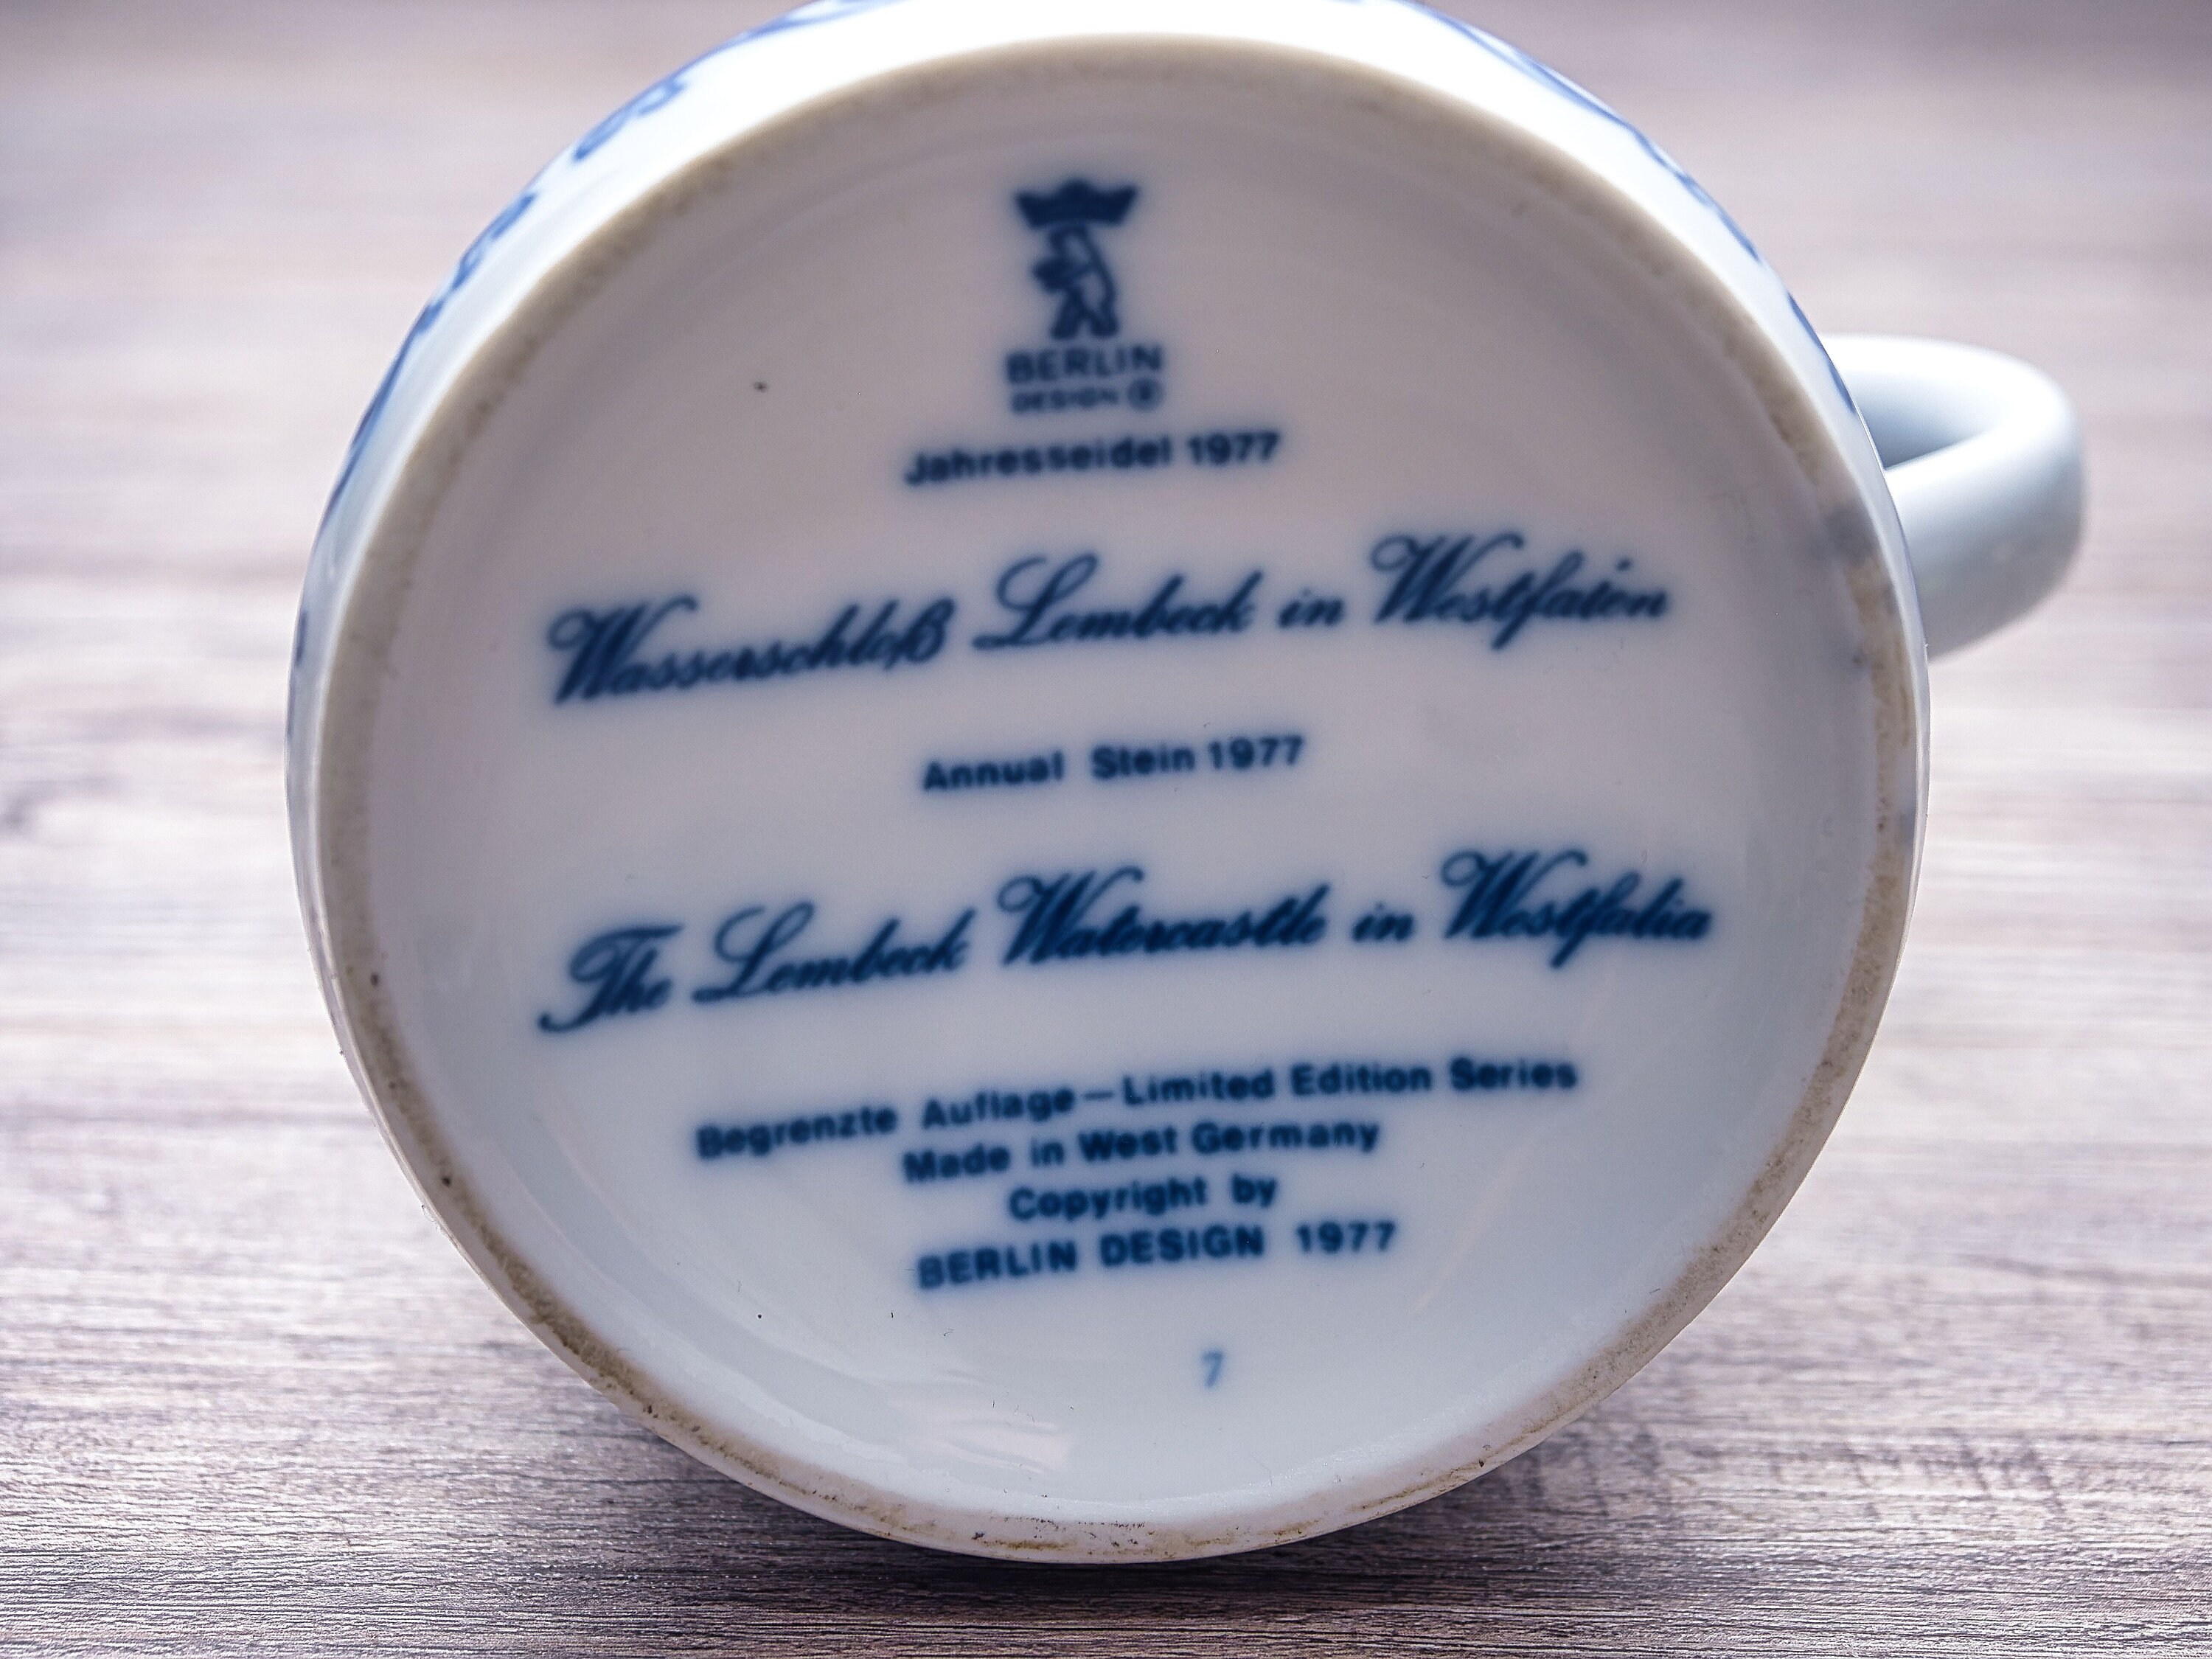 BERLIN
DESIGN ®
Jahresseidel 1977
Wasserschloß Lembeck in Westfalen
Annual Stein 1977
The Lembeck Watercastle in Westfalia
Begrenzte Auflage — Limited Edition Series
Made in West Germany
Copyright by
BERLIN DESIGN 1977
7